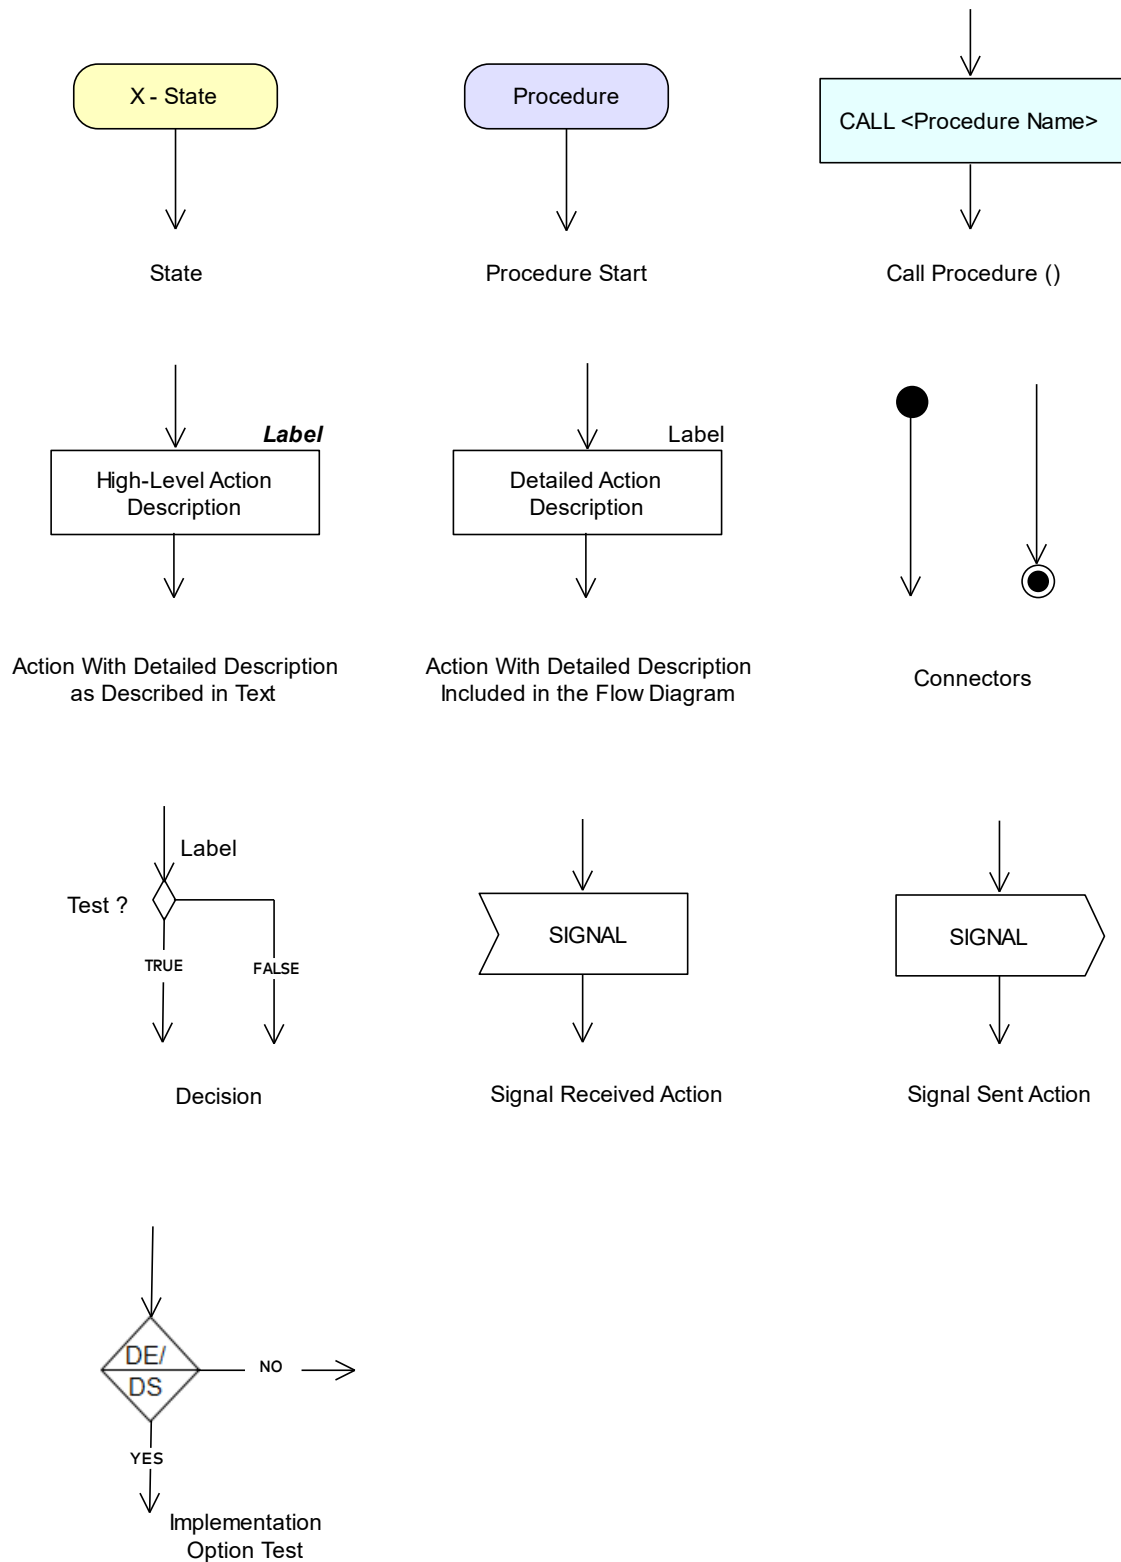 X - State
Procedure
CALL <Procedure Name>
State
Procedure Start
Call Procedure ()
Label
High-Level Action
Description
Label
Detailed Action
Description
Action With Detailed Description
as Described in Text
Action With Detailed Description
Included in the Flow Diagram
Connectors
Label
Test ?
TRUE
FALSE
SIGNAL
SIGNAL
Decision
Signal Received Action
Signal Sent Action
DE/
DS
NO
YES
Implementation
Option Test